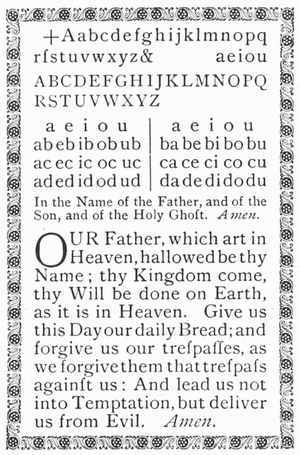 +Aabcdefghijklmnopq
rſstuvwxyz& aeiou
ABCDEFGHIJKLMNOPQ
RSTUVWXYZ
a e i o u | a e i o u
ab eb ib ob ub | ba be bi bo bu
ac ec ic oc uc | ca ce ci co cu
ad ed id od ud | da de di do du
In the Name of the Father, and of the
Son, and of the Holy Ghoſt. Amen.
OUR Father, which art in
Heaven, hallowed be thy
Name; thy Kingdom come,
thy Will be done on Earth,
as it is in Heaven. Give us
this Day our daily Bread; and
forgive us our treſpaſſes, as
we forgive them that treſpaſs
againſt us: And lead us not
into Temptation, but deliver
us from Evil. Amen.